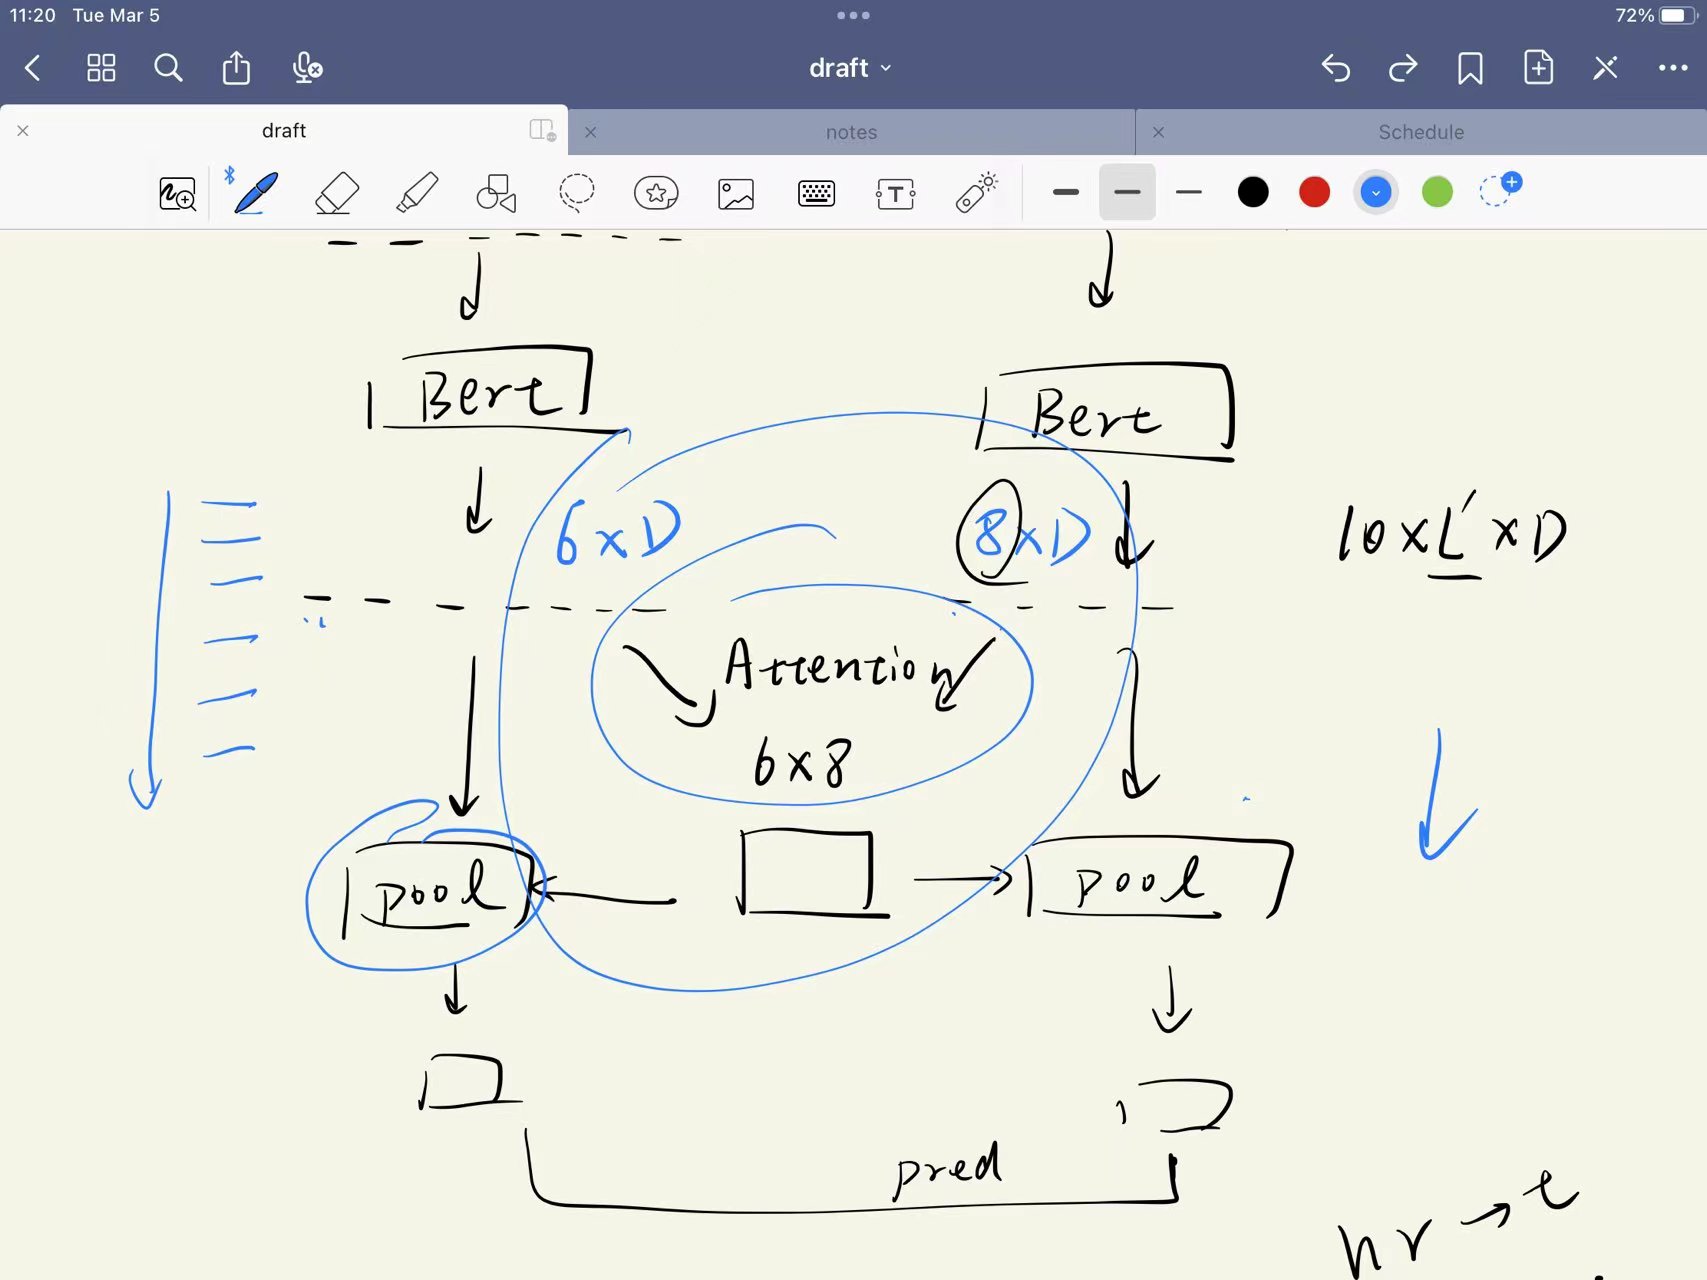 11:20 Tue Mar 5
72%
draft
draft
notes
Schedule
T
Bert
Bert
6 x D
8 x D
10 x L' x D
Attention
6 x 8
pool
pool
pred
hr → t